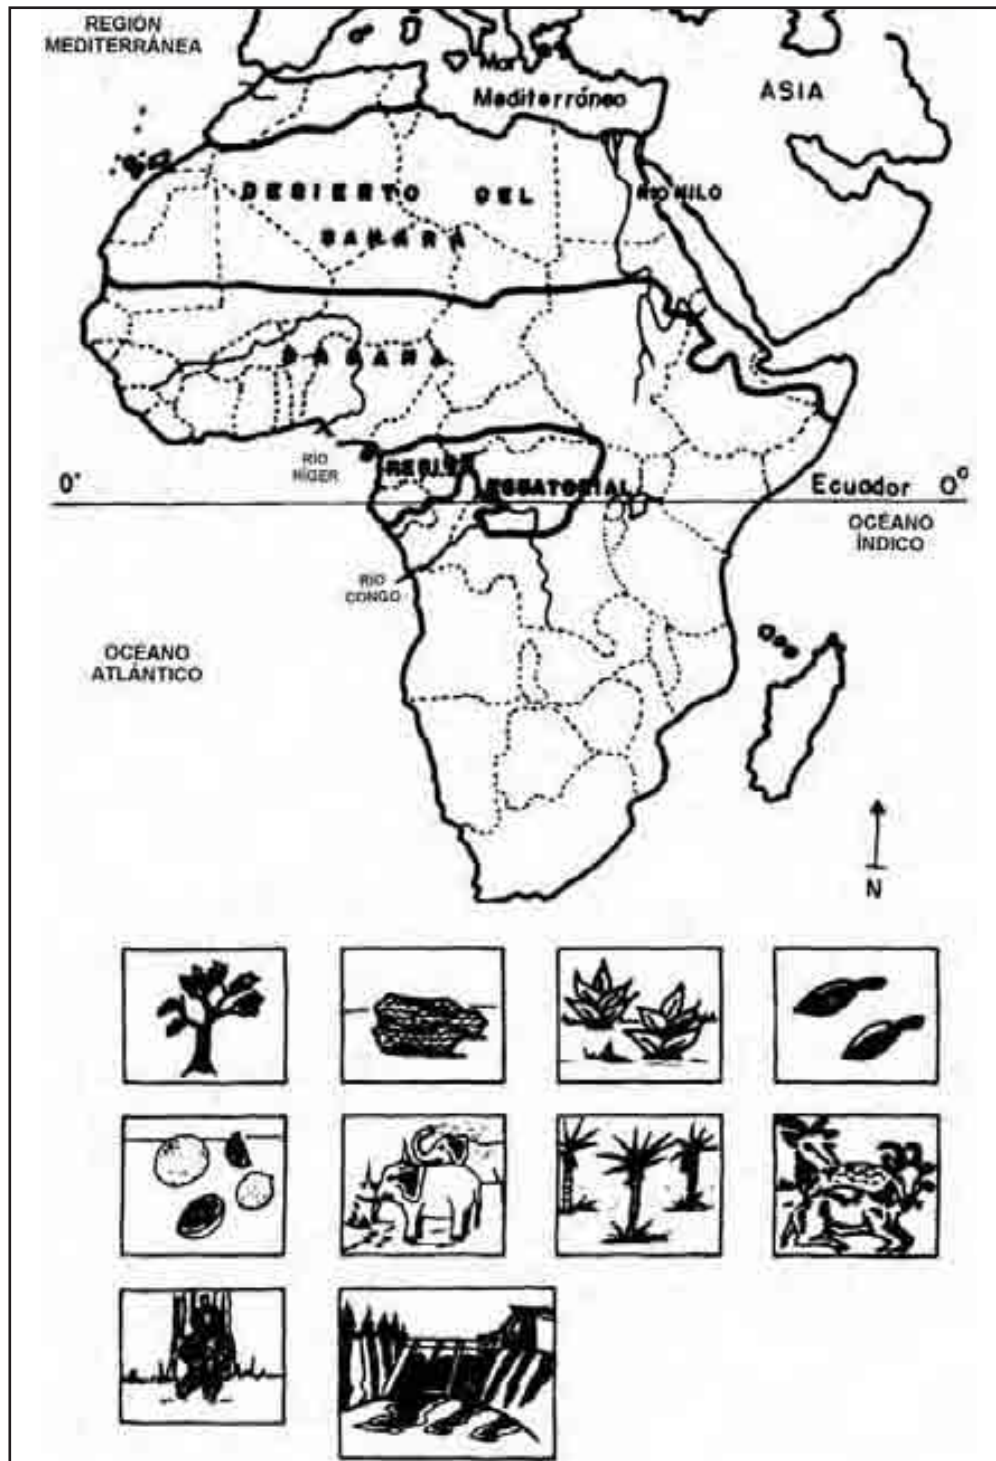 REGIÓN
MEDITERRÁNEA
Mar
Mediterráneo
ASIA
DESIERTO DEL
SAHARA
RIO NILO
SABANA
RÍO
NÍGER
REGIÓN
ECUATORIAL
0°
Ecuador 0°
OCÉANO
ÍNDICO
RÍO
CONGO
OCÉANO
ATLÁNTICO
N